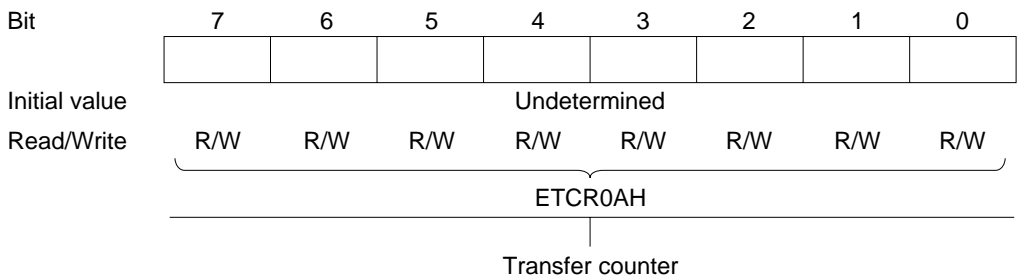 Bit 7 6 5 4 3 2 1 0
Initial value Undetermined
Read/Write R/W R/W R/W R/W R/W R/W R/W R/W
ETCR0AH
Transfer counter